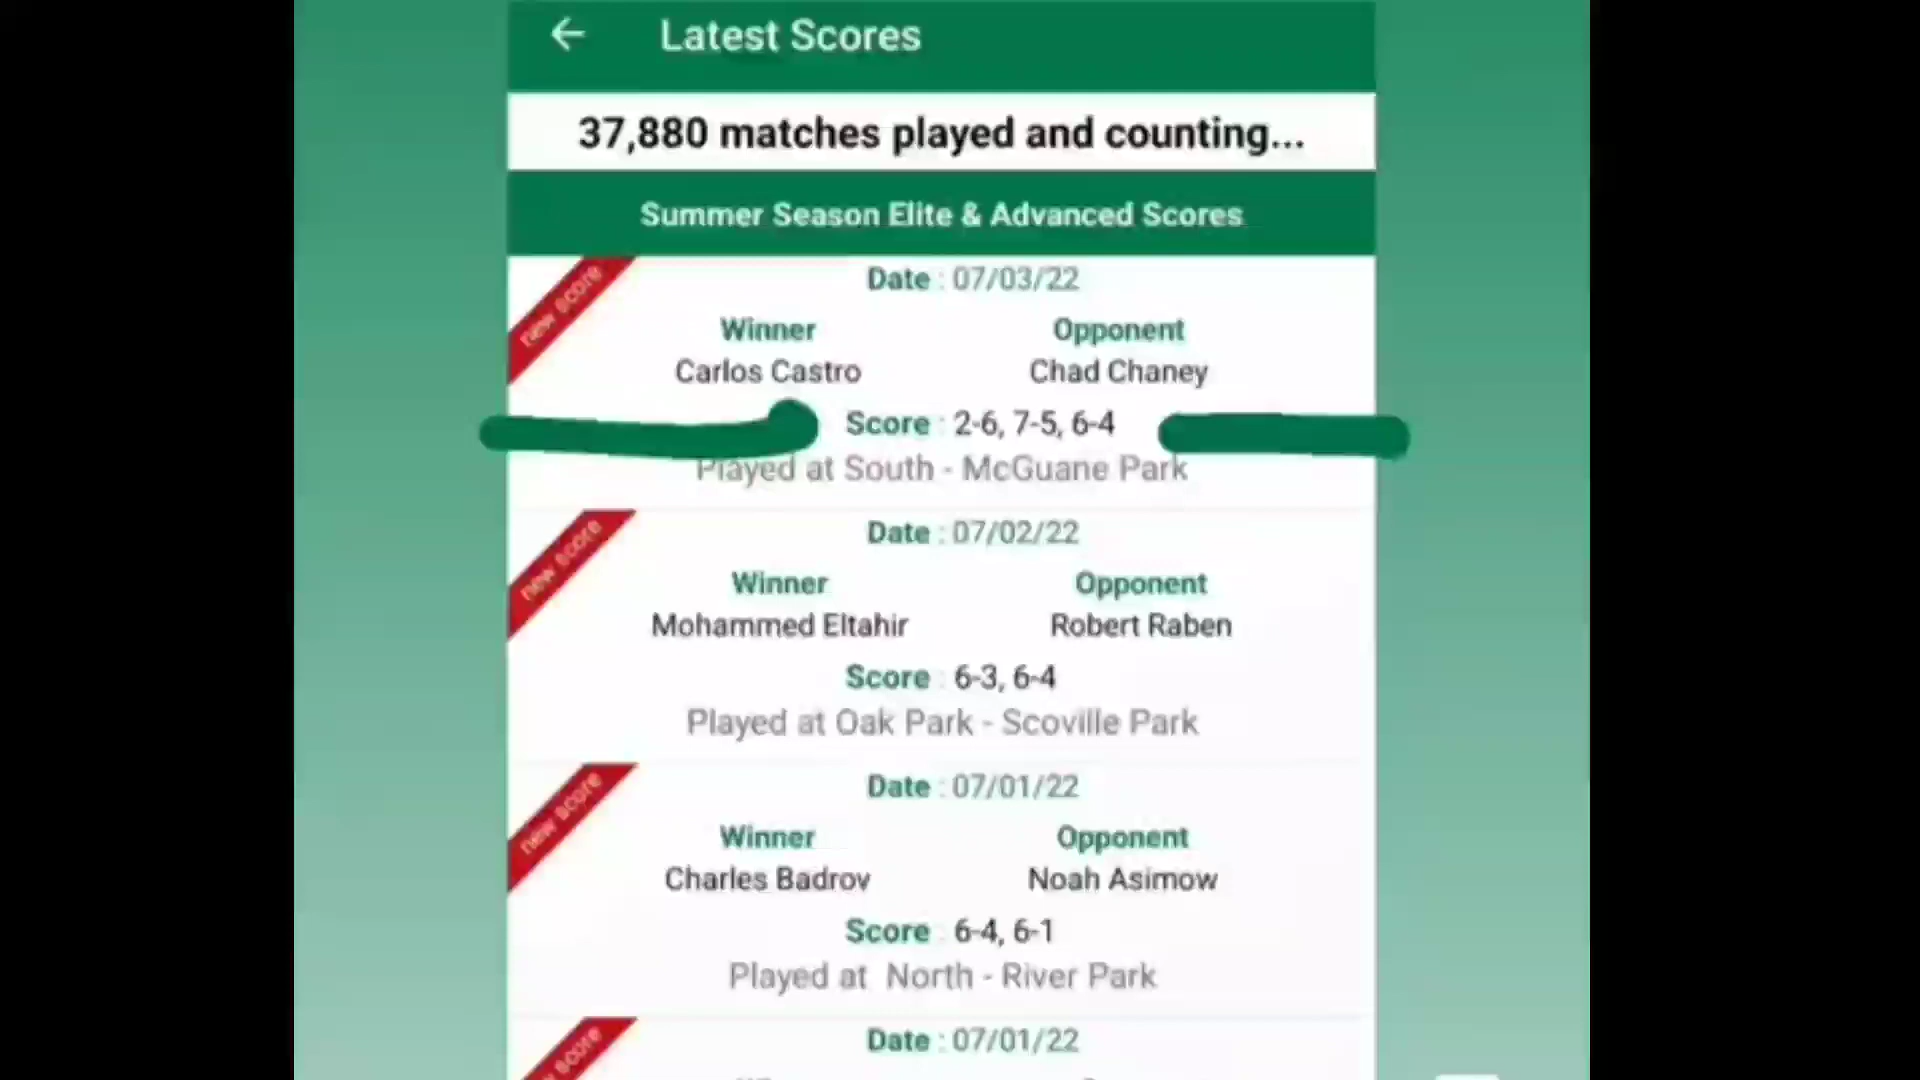 Latest Scores
37,880 matches played and counting...
Summer Season Elite & Advanced Scores
new score
Date : 07/03/22
Winner Opponent
Carlos Castro Chad Chaney
Score : 2-6, 7-5, 6-4
Played at South - McGuane Park
new score
Date : 07/02/22
Winner Opponent
Mohammed Eltahir Robert Raben
Score : 6-3, 6-4
Played at Oak Park - Scoville Park
new score
Date : 07/01/22
Winner Opponent
Charles Badrov Noah Asimow
Score : 6-4, 6-1
Played at North - River Park
score
Date : 07/01/22